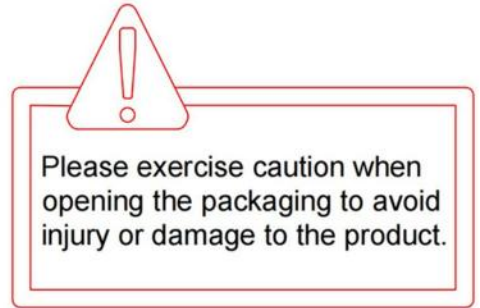 Please exercise caution when
opening the packaging to avoid
injury or damage to the product.